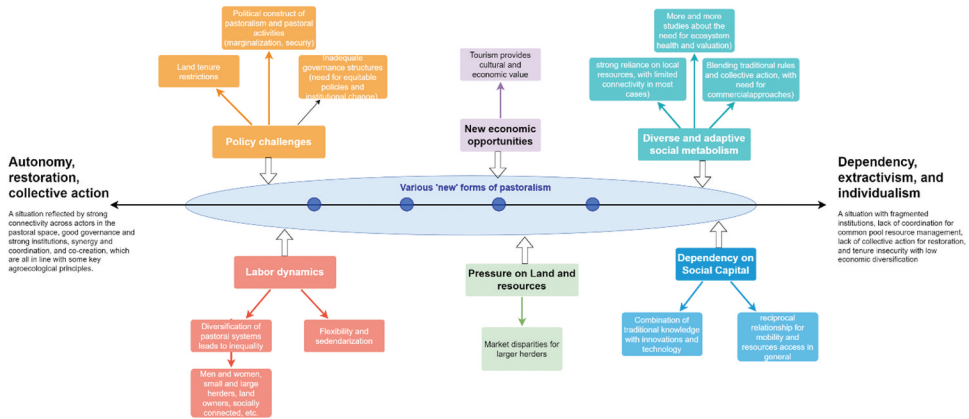 Political construct of
pastoralism and pastoral
activities
(marginalization, securiy)
Land tenure
restrictions
Inadequate
governance structures
(need for equitable
policies and
institutional change)
Policy challenges
Tourism provides
cultural and
economic value
New economic
opportunities
More and more
studies about the
need for ecosystem
health and valuation)
strong reliance on local
resources, with limited
connectivity in most
cases)
Blending traditional rules
and collective action, with
need for
commercialapproaches)
Diverse and adaptive
social metabolism
Autonomy,
restoration,
collective action
A situation reflected by strong
connectivity across actors in the
pastoral space, good governance and
strong institutions, synergy and
coordination, and co-creation, which
are all in line with some key
agroecological principles.
Various 'new' forms of pastoralism
Dependency,
extractivism, and
individualism
A situation with fragmented
institutions, lack of coordination for
common pool resource management,
lack of collective action for restoration,
and tenure insecurity with low
economic diversification
Labor dynamics
Diversification of
pastoral systems
leads to inequality
Flexibility and
sedendarization
Men and women,
small and large
herders, land
owners, socially
connected, etc.
Pressure on Land and
resources
Market disparities for
larger herders
Dependency on
Social Capital
Combination of
traditional knowledge
with innovations and
technology
reciprocal
relationship for
mobility and
resources access in
general